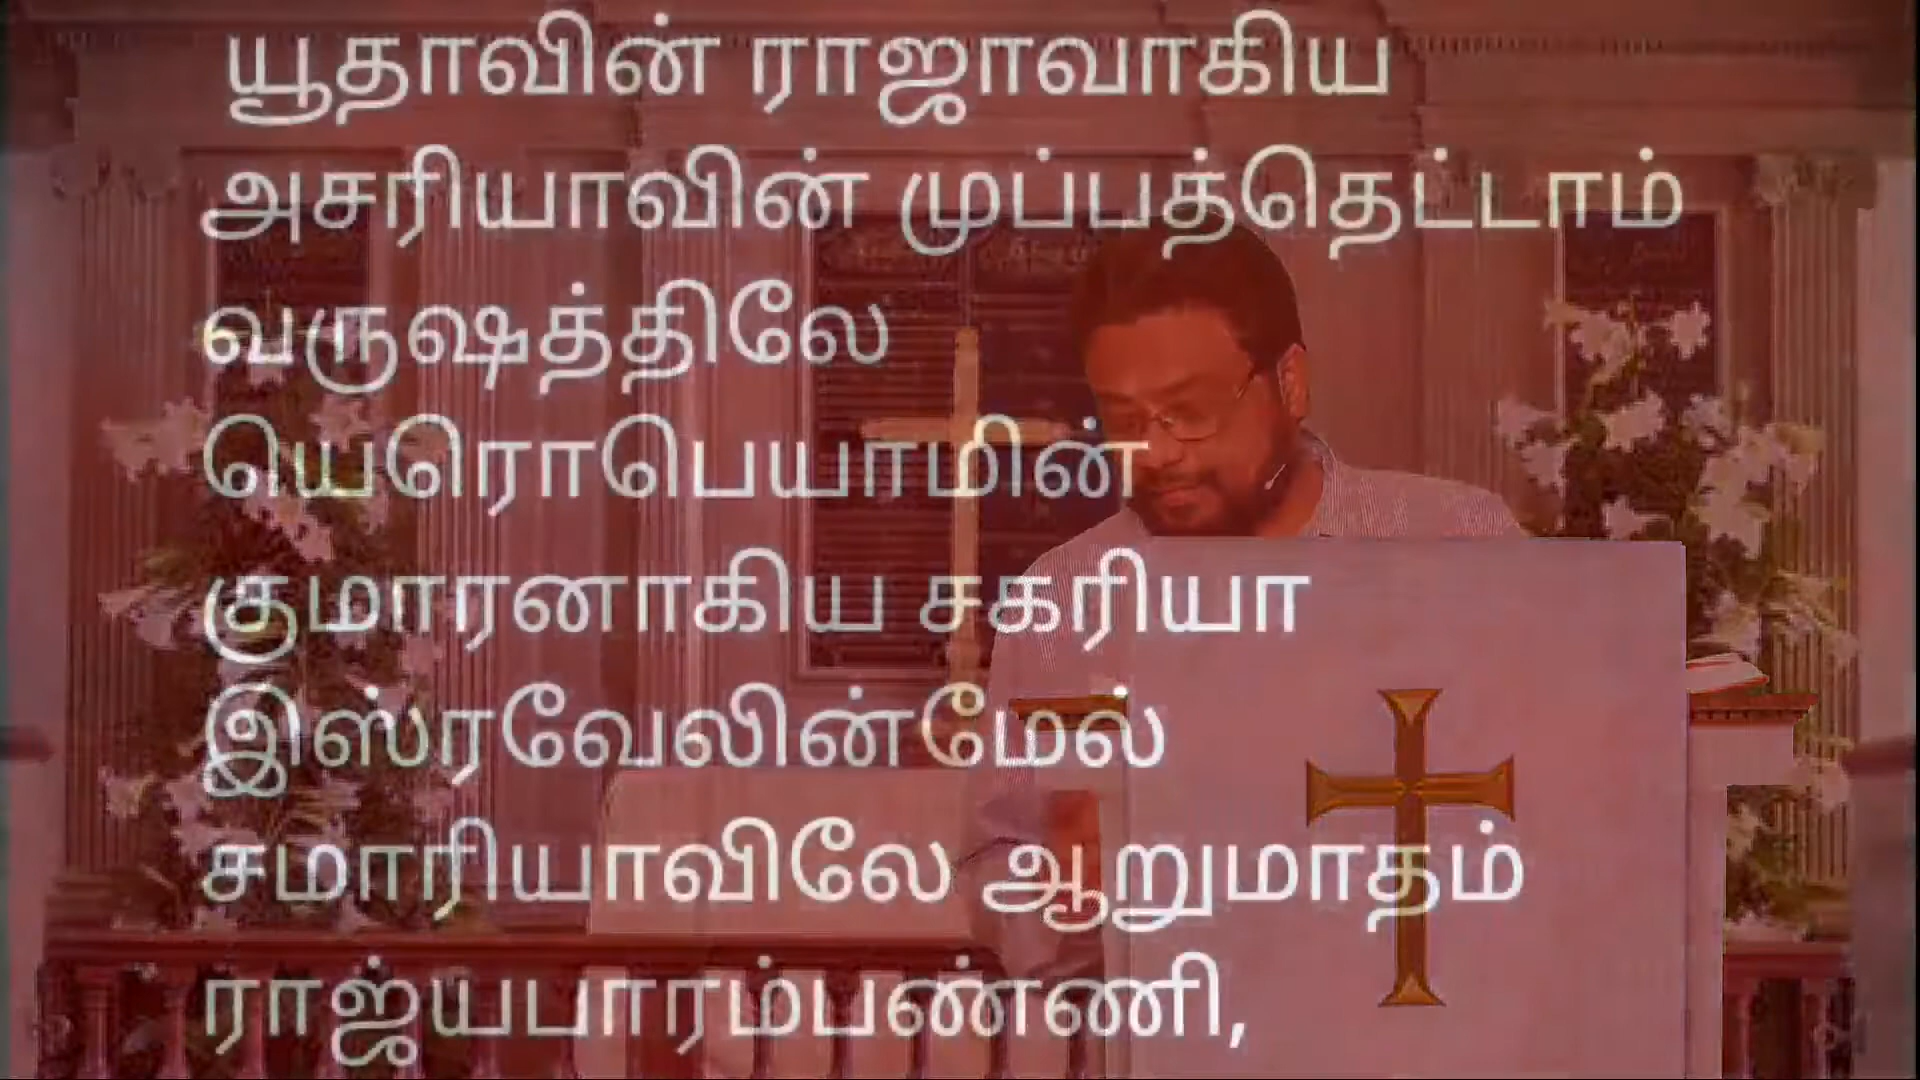 யூதாவின் ராஜாவாகிய
அசரியாவின் முப்பத்தெட்டாம்
வருஷத்திலே
யெரொபெயாமின்
குமாரனாகிய சகரியா
இஸ்ரவேலின்மேல்
சமாரியாவிலே ஆறுமாதம்
ராஜ்யபாரம்பண்ணி,